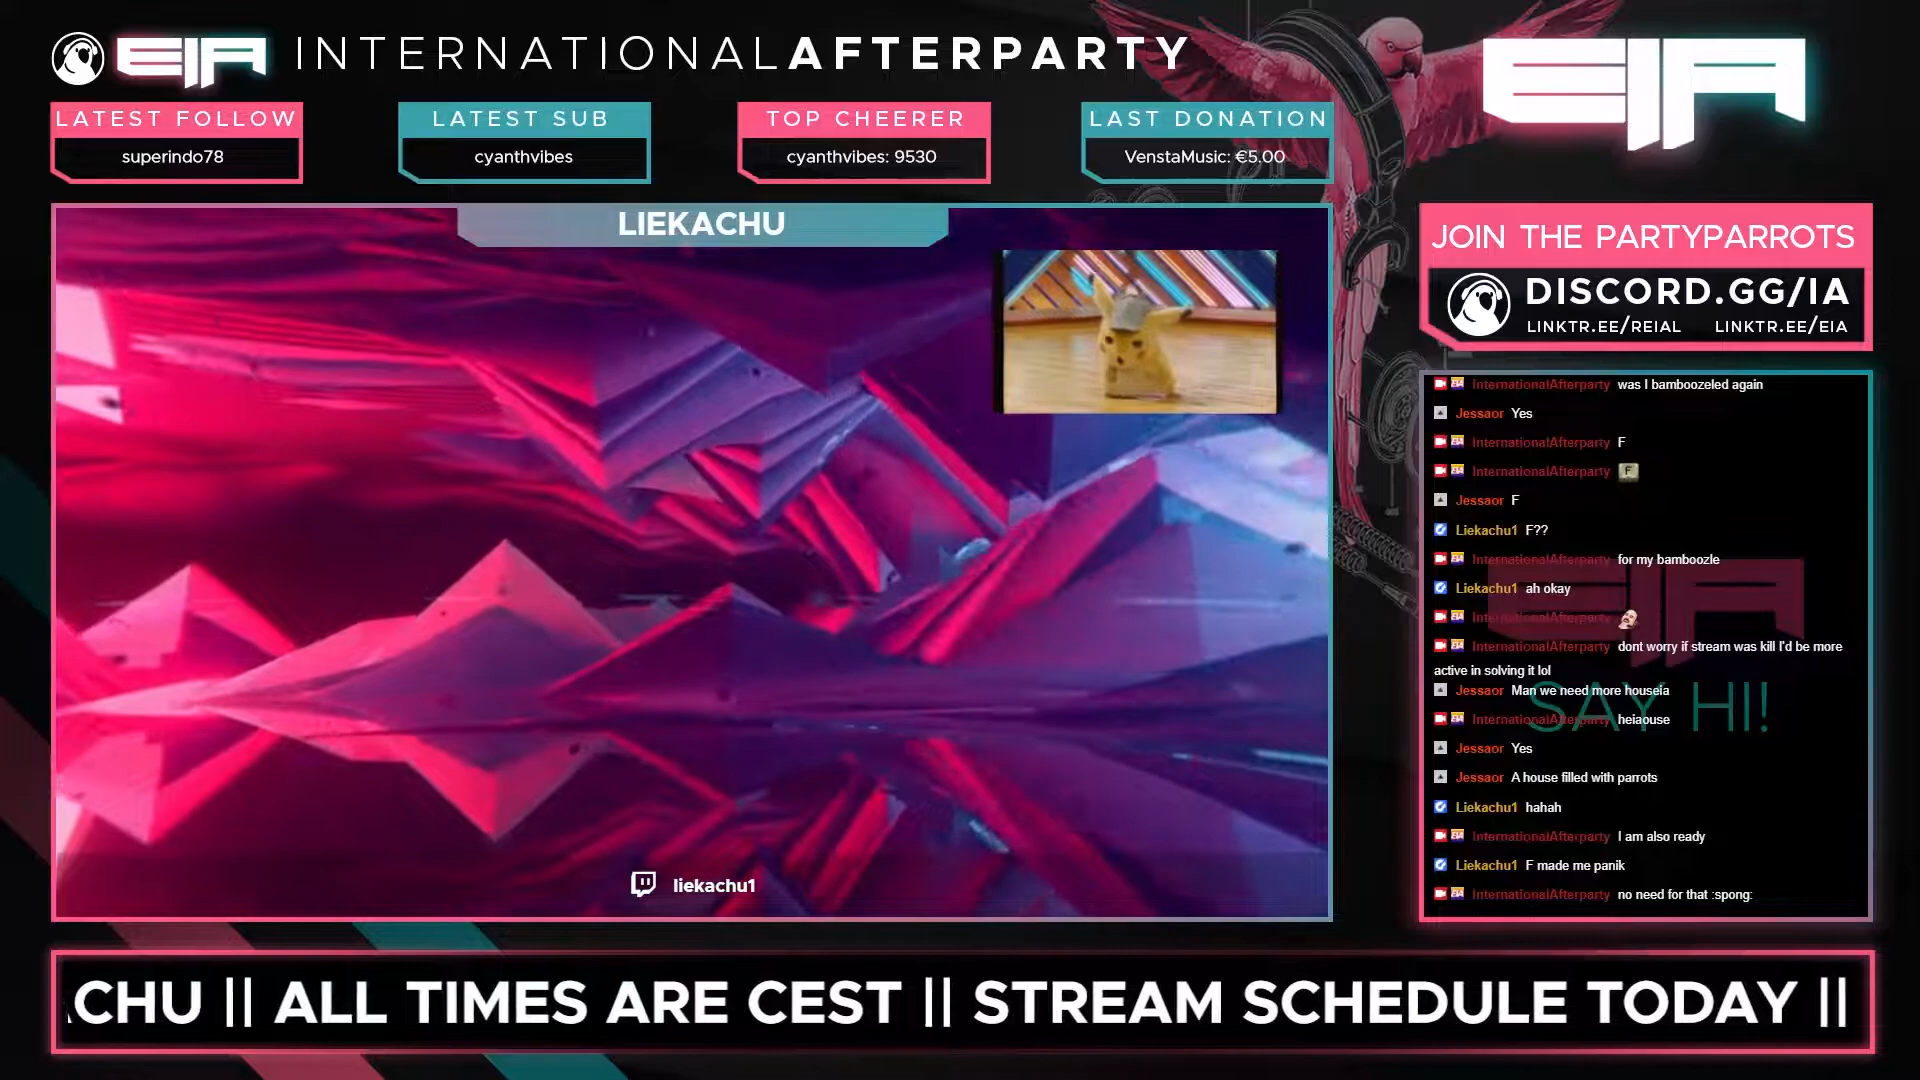 EIA INTERNATIONALAFTERPARTY
EIA
LATEST FOLLOW
superindo78
LATEST SUB
cyanthvibes
TOP CHEERER
cyanthvibes: 9530
LAST DONATION
VenstaMusic: €5.00
LIEKACHU
liekachu1
JOIN THE PARTYPARROTS
DISCORD.GG/IA
LINKTR.EE/REIAL LINKTR.EE/EIA
InternationalAfterparty was I bamboozeled again
Jessaor Yes
InternationalAfterparty F
InternationalAfterparty F
Jessaor F
Liekachu1 F??
InternationalAfterparty for my bamboozle
Liekachu1 ah okay
InternationalAfterparty
InternationalAfterparty dont worry if stream was kill I'd be more
active in solving it lol
Jessaor Man we need more houseia
InternationalAfterparty heiaouse
Jessaor Yes
Jessaor A house filled with parrots
Liekachu1 hahah
InternationalAfterparty I am also ready
Liekachu1 F made me panik
InternationalAfterparty no need for that :spong:
EIA
SAY HI!
CHU || ALL TIMES ARE CEST || STREAM SCHEDULE TODAY ||